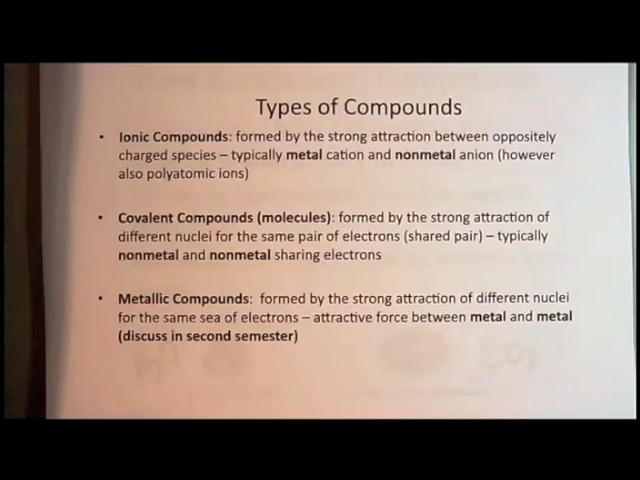 Types of Compounds
• Ionic Compounds: formed by the strong attraction between oppositely
charged species – typically metal cation and nonmetal anion (however
also polyatomic ions)
• Covalent Compounds (molecules): formed by the strong attraction of
different nuclei for the same pair of electrons (shared pair) – typically
nonmetal and nonmetal sharing electrons
• Metallic Compounds: formed by the strong attraction of different nuclei
for the same sea of electrons – attractive force between metal and metal
(discuss in second semester)